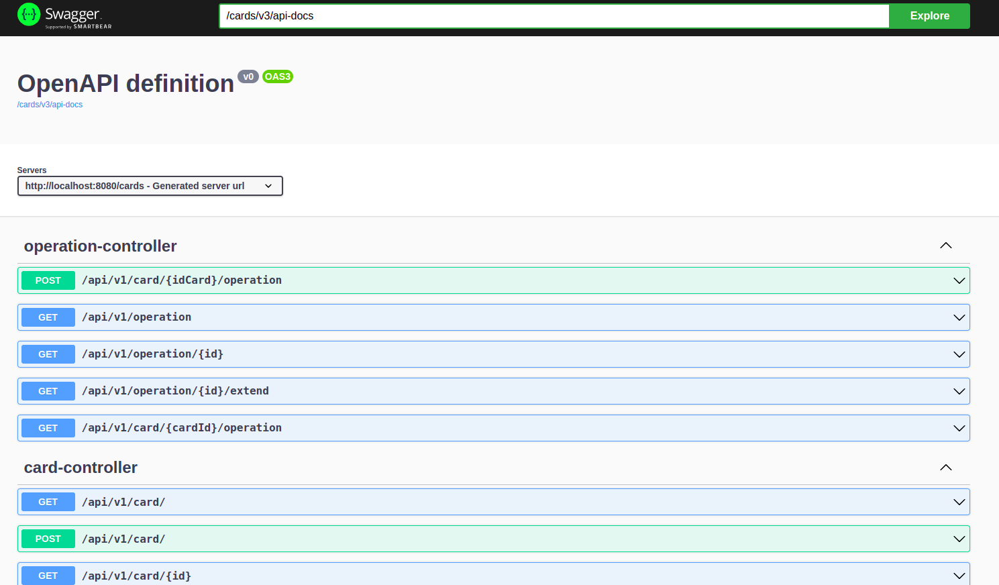 Swagger.
Supported by SMARTBEAR
/cards/v3/api-docs
Explore
OpenAPI definition v0 OAS3
/cards/v3/api-docs
Servers
http://localhost:8080/cards - Generated server url
operation-controller
POST /api/v1/card/{idCard}/operation
GET /api/v1/operation
GET /api/v1/operation/{id}
GET /api/v1/operation/{id}/extend
GET /api/v1/card/{cardId}/operation
card-controller
GET /api/v1/card/
POST /api/v1/card/
GET /api/v1/card/{id}